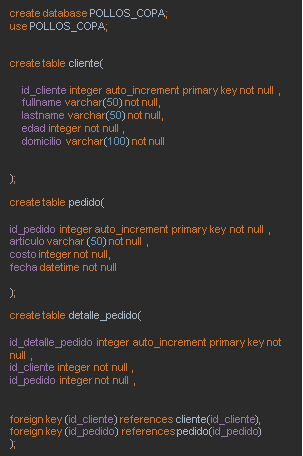 create database POLLOS_COPA;
use POLLOS_COPA;
create table cliente(
id_cliente integer auto_increment primary key not null ,
fullname varchar(50) not null,
lastname varchar(50) not null,
edad integer not null ,
domicilio varchar(100) not null
);
create table pedido(
id_pedido integer auto_increment primary key not null ,
articulo varchar (50) not null ,
costo integer not null,
fecha datetime not null
);
create table detalle_pedido(
id_detalle_pedido integer auto_increment primary key not
null ,
id_cliente integer not null ,
id_pedido integer not null ,
foreign key (id_cliente) references cliente(id_cliente),
foreign key (id_pedido) references pedido(id_pedido)
);